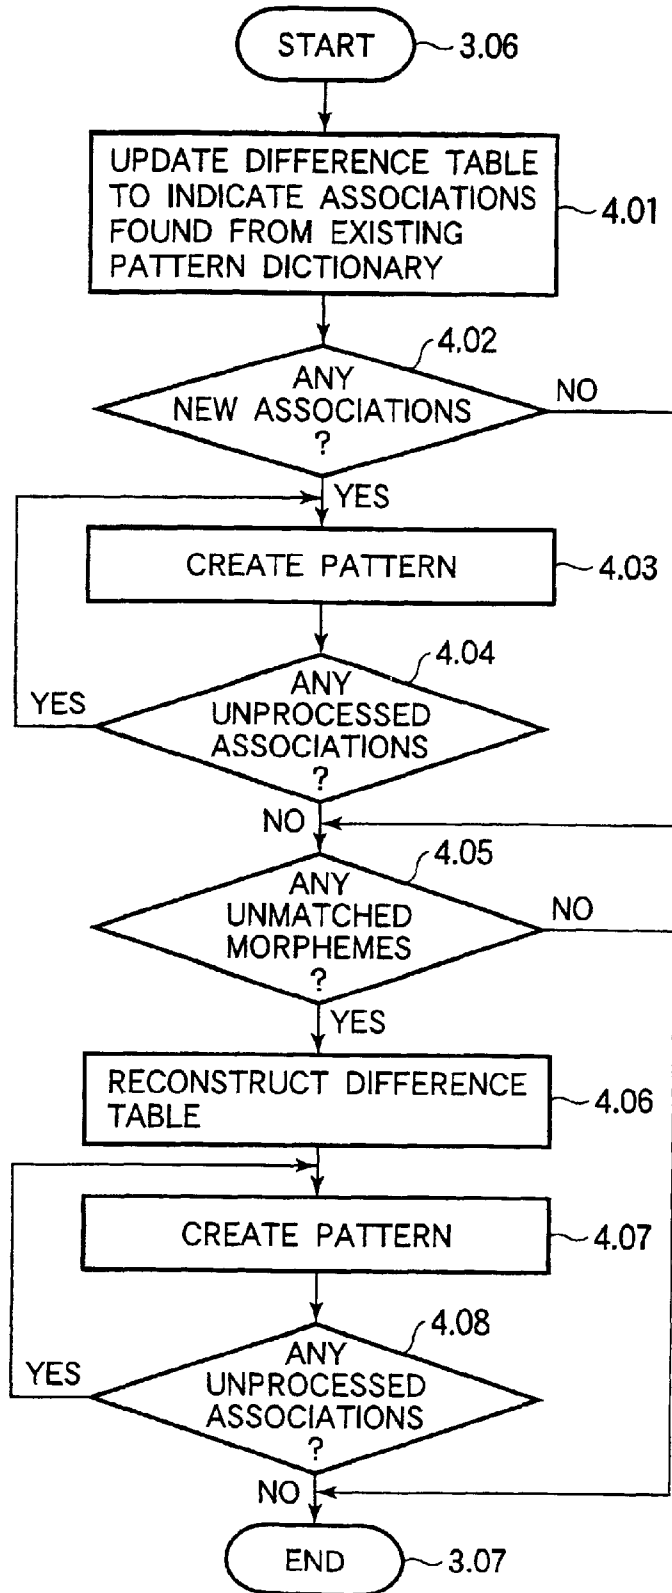 START
3.06
UPDATE DIFFERENCE TABLE
TO INDICATE ASSOCIATIONS
FOUND FROM EXISTING
PATTERN DICTIONARY
4.01
4.02
ANY
NEW ASSOCIATIONS
?
NO
YES
CREATE PATTERN
4.03
4.04
ANY
UNPROCESSED
ASSOCIATIONS
?
YES
NO
4.05
ANY
UNMATCHED
MORPHEMES
?
NO
YES
RECONSTRUCT DIFFERENCE
TABLE
4.06
CREATE PATTERN
4.07
4.08
ANY
UNPROCESSED
ASSOCIATIONS
?
YES
NO
END
3.07